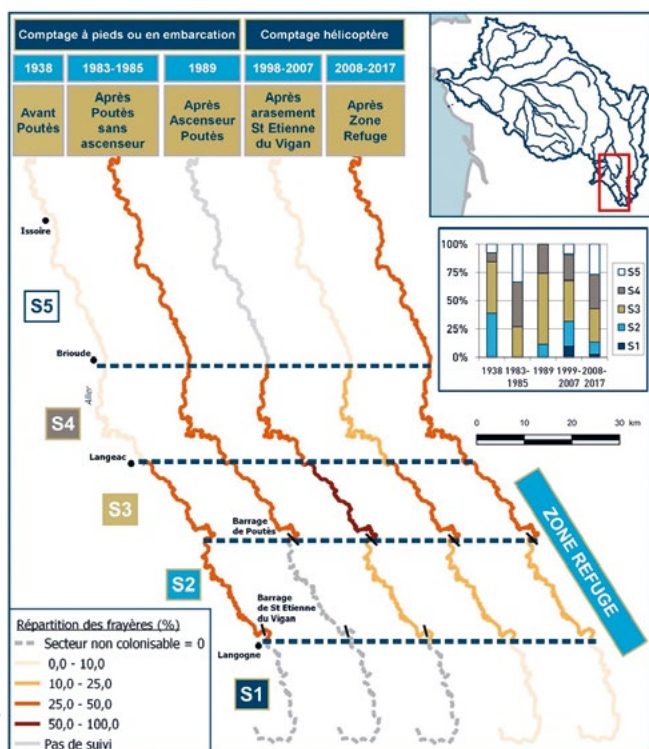 Comptage à pieds ou en embarcation
Comptage hélicoptère
1938
1983-1985
1989
1998-2007
2008-2017
Avant
Poutès
Après
Poutès
sans
ascenseur
Après
Ascenseur
Poutès
Après
arasement
St Etienne
du Vigan
Après
Zone
Refuge
Issoire
S5
Brioude
Allier
S4
Langeac
S3
Barrage
de Poutès
S2
Barrage
de St Etienne
du Vigan
Langogne
S1
ZONE REFUGE
100%
75%
50%
25%
0%
1938
1983-
1985
1989
1999-
2007
2008-
2017
S5
S4
S3
S2
S1
0 10 20 30 km
Répartition des frayères (%)
Secteur non colonisable = 0
0,0 - 10,0
10,0 - 25,0
25,0 - 50,0
50,0 - 100,0
Pas de suivi